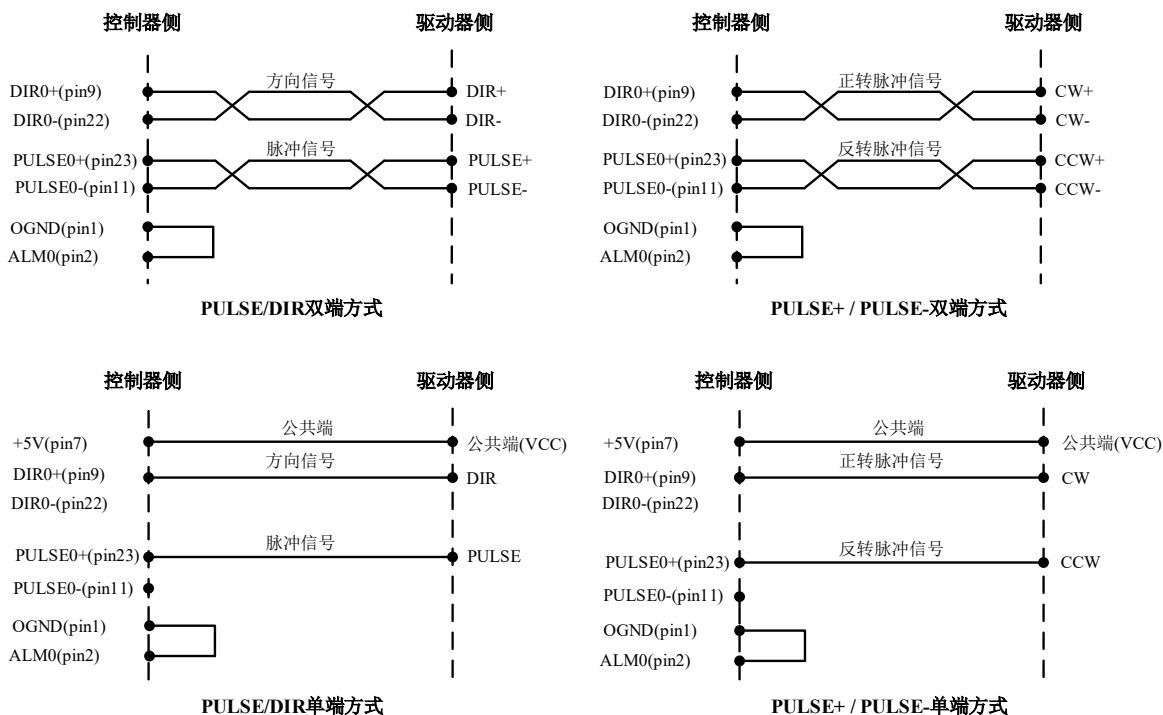 控制器侧 驱动器侧
DIR0+(pin9) 方向信号 DIR+
DIR0-(pin22) DIR-
PULSE0+(pin23) 脉冲信号 PULSE+
PULSE0-(pin11) PULSE-
OGND(pin1)
ALM0(pin2)
PULSE/DIR双端方式
控制器侧 驱动器侧
DIR0+(pin9) 正转脉冲信号 CW+
DIR0-(pin22) CW-
PULSE0+(pin23) 反转脉冲信号 CCW+
PULSE0-(pin11) CCW-
OGND(pin1)
ALM0(pin2)
PULSE+ / PULSE-双端方式
控制器侧 驱动器侧
+5V(pin7) 公共端 公共端(VCC)
DIR0+(pin9) 方向信号 DIR
DIR0-(pin22)
PULSE0+(pin23) 脉冲信号 PULSE
PULSE0-(pin11)
OGND(pin1)
ALM0(pin2)
PULSE/DIR单端方式
控制器侧 驱动器侧
+5V(pin7) 公共端 公共端(VCC)
DIR0+(pin9) 正转脉冲信号 CW
DIR0-(pin22)
PULSE0+(pin23) 反转脉冲信号 CCW
PULSE0-(pin11)
OGND(pin1)
ALM0(pin2)
PULSE+ / PULSE-单端方式